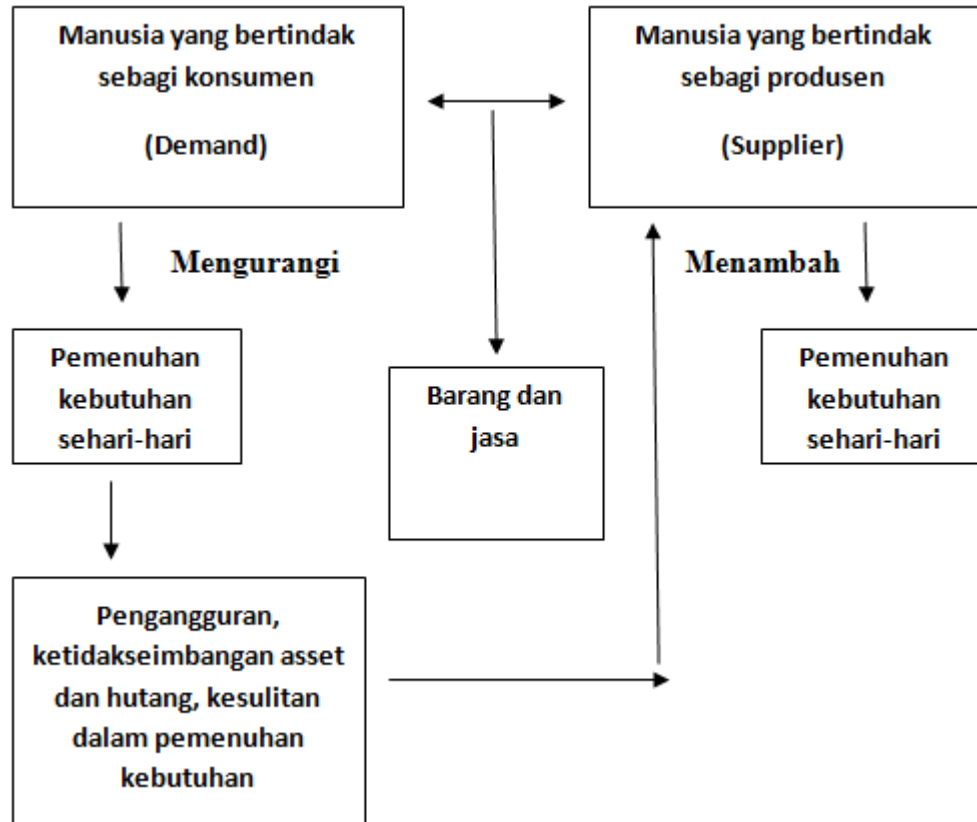 Manusia yang bertindak
sebagi konsumen
(Demand)
Manusia yang bertindak
sebagi produsen
(Supplier)
Mengurangi
Menambah
Pemenuhan
kebutuhan
sehari-hari
Barang dan
jasa
Pemenuhan
kebutuhan
sehari-hari
Pengangguran,
ketidakseimbangan asset
dan hutang, kesulitan
dalam pemenuhan
kebutuhan